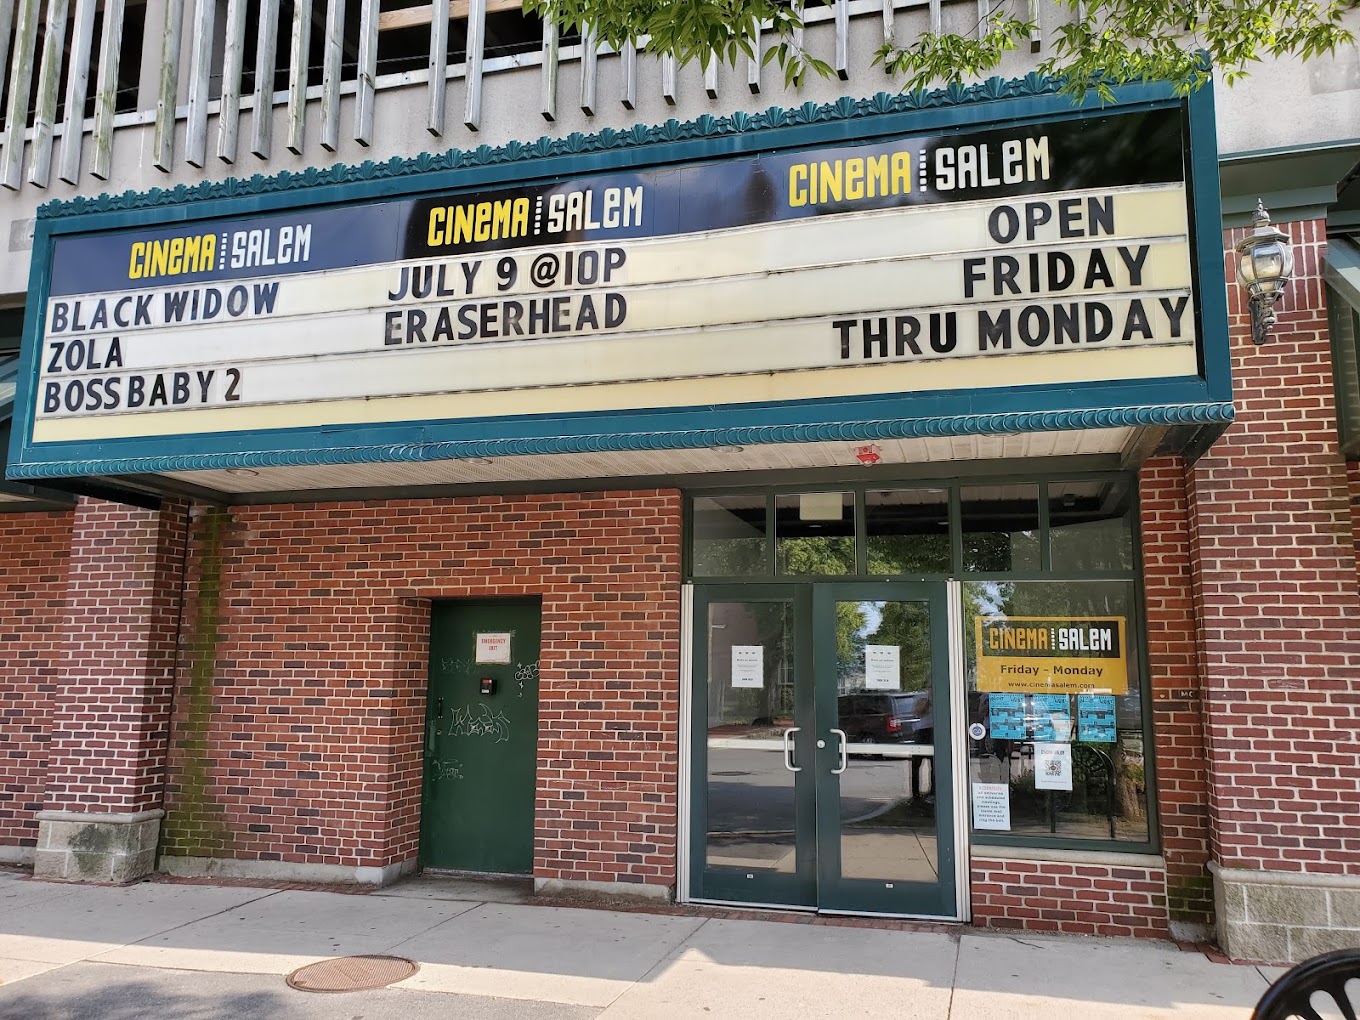 CINEMA SALEM
BLACK WIDOW
ZOLA
BOSS BABY 2
CINEMA SALEM
JULY 9 @10P
ERASERHEAD
CINEMA SALEM
OPEN
FRIDAY
THRU MONDAY
EMERGENCY
EXIT
CINEMA SALEM
Friday - Monday
www.cinemasalem.com